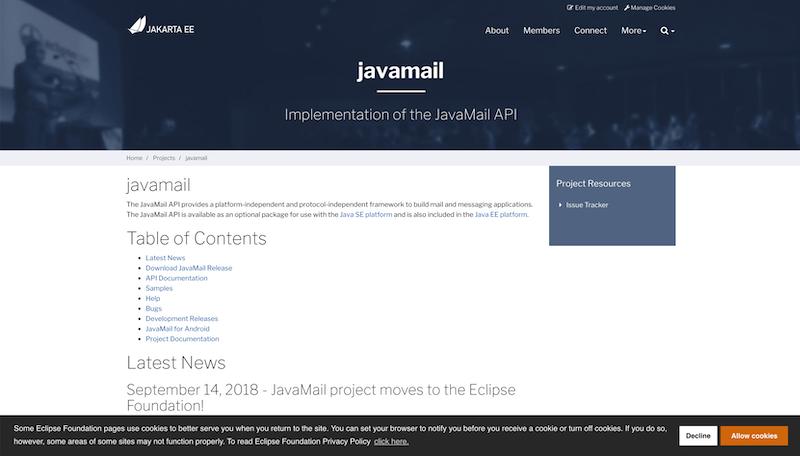 Edit my account Manage Cookies
JAKARTA EE
About Members Connect More
javamail
Implementation of the JavaMail API
Home / Projects / javamail
javamail
The JavaMail API provides a platform-independent and protocol-independent framework to build mail and messaging applications.
The JavaMail API is available as an optional package for use with the Java SE platform and is also included in the Java EE platform.
Project Resources
Issue Tracker
Table of Contents
Latest News
Download JavaMail Release
API Documentation
Samples
Help
Bugs
Development Releases
JavaMail for Android
Project Documentation
Latest News
September 14, 2018 - JavaMail project moves to the Eclipse
Foundation!
Some Eclipse Foundation pages use cookies to better serve you when you return to the site. You can set your browser to notify you before you receive a cookie or turn off cookies. If you do so,
however, some areas of some sites may not function properly. To read Eclipse Foundation Privacy Policy click here.
Decline Allow cookies